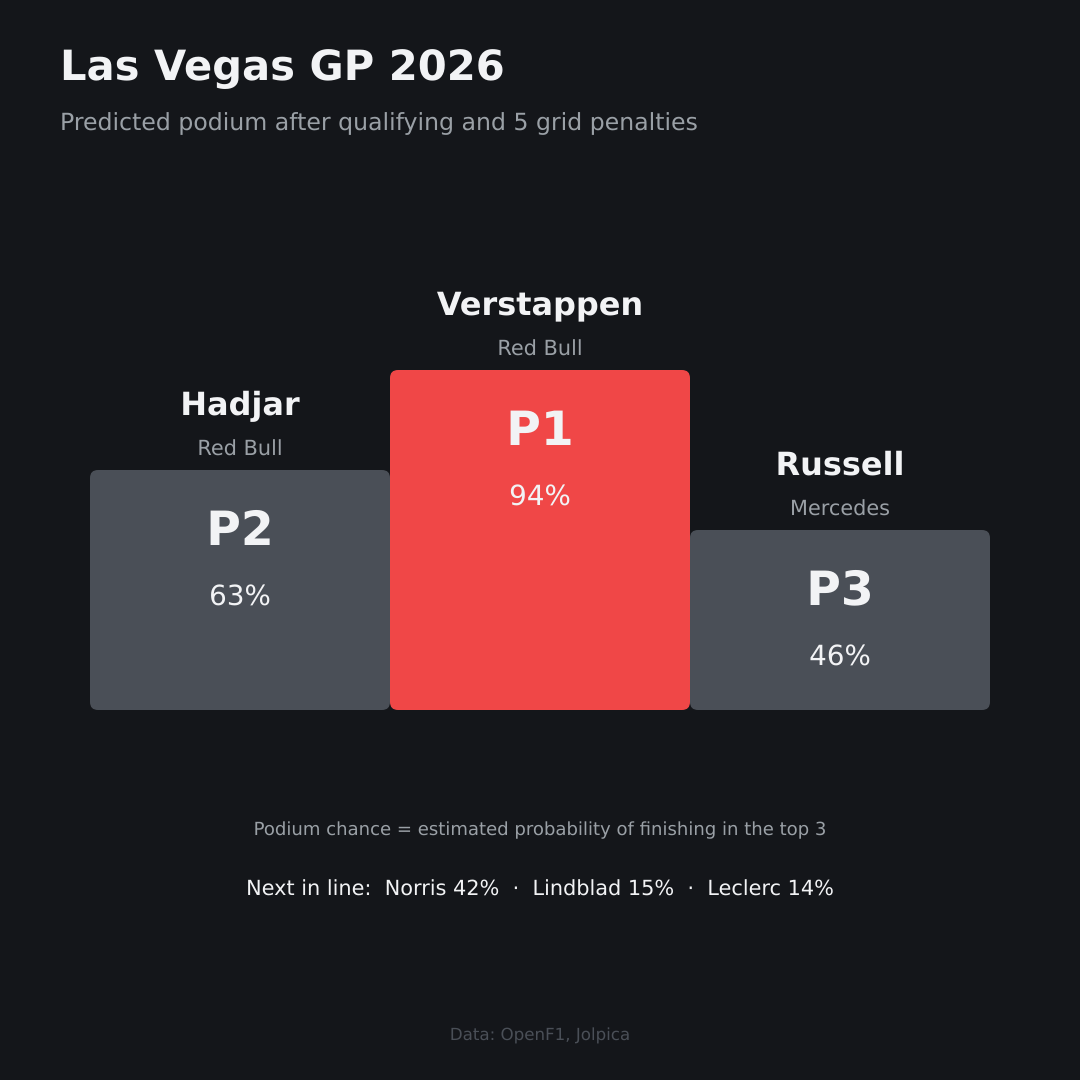 Las Vegas GP 2026
Predicted podium after qualifying and 5 grid penalties
Verstappen
Red Bull
P1
94%
Hadjar
Red Bull
P2
63%
Russell
Mercedes
P3
46%
Podium chance = estimated probability of finishing in the top 3
Next in line: Norris 42% · Lindblad 15% · Leclerc 14%
Data: OpenF1, Jolpica